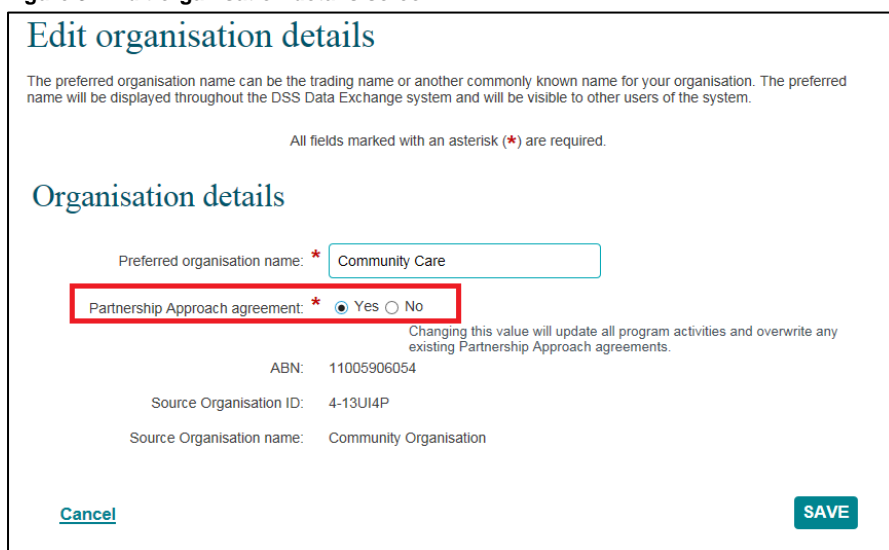 Edit organisation details
The preferred organisation name can be the trading name or another commonly known name for your organisation. The preferred
name will be displayed throughout the DSS Data Exchange system and will be visible to other users of the system.
All fields marked with an asterisk (*) are required.
Organisation details
Preferred organisation name: * Community Care
Partnership Approach agreement: * Yes No
Changing this value will update all program activities and overwrite any
existing Partnership Approach agreements.
ABN: 11005906054
Source Organisation ID: 4-13UI4P
Source Organisation name: Community Organisation
Cancel SAVE